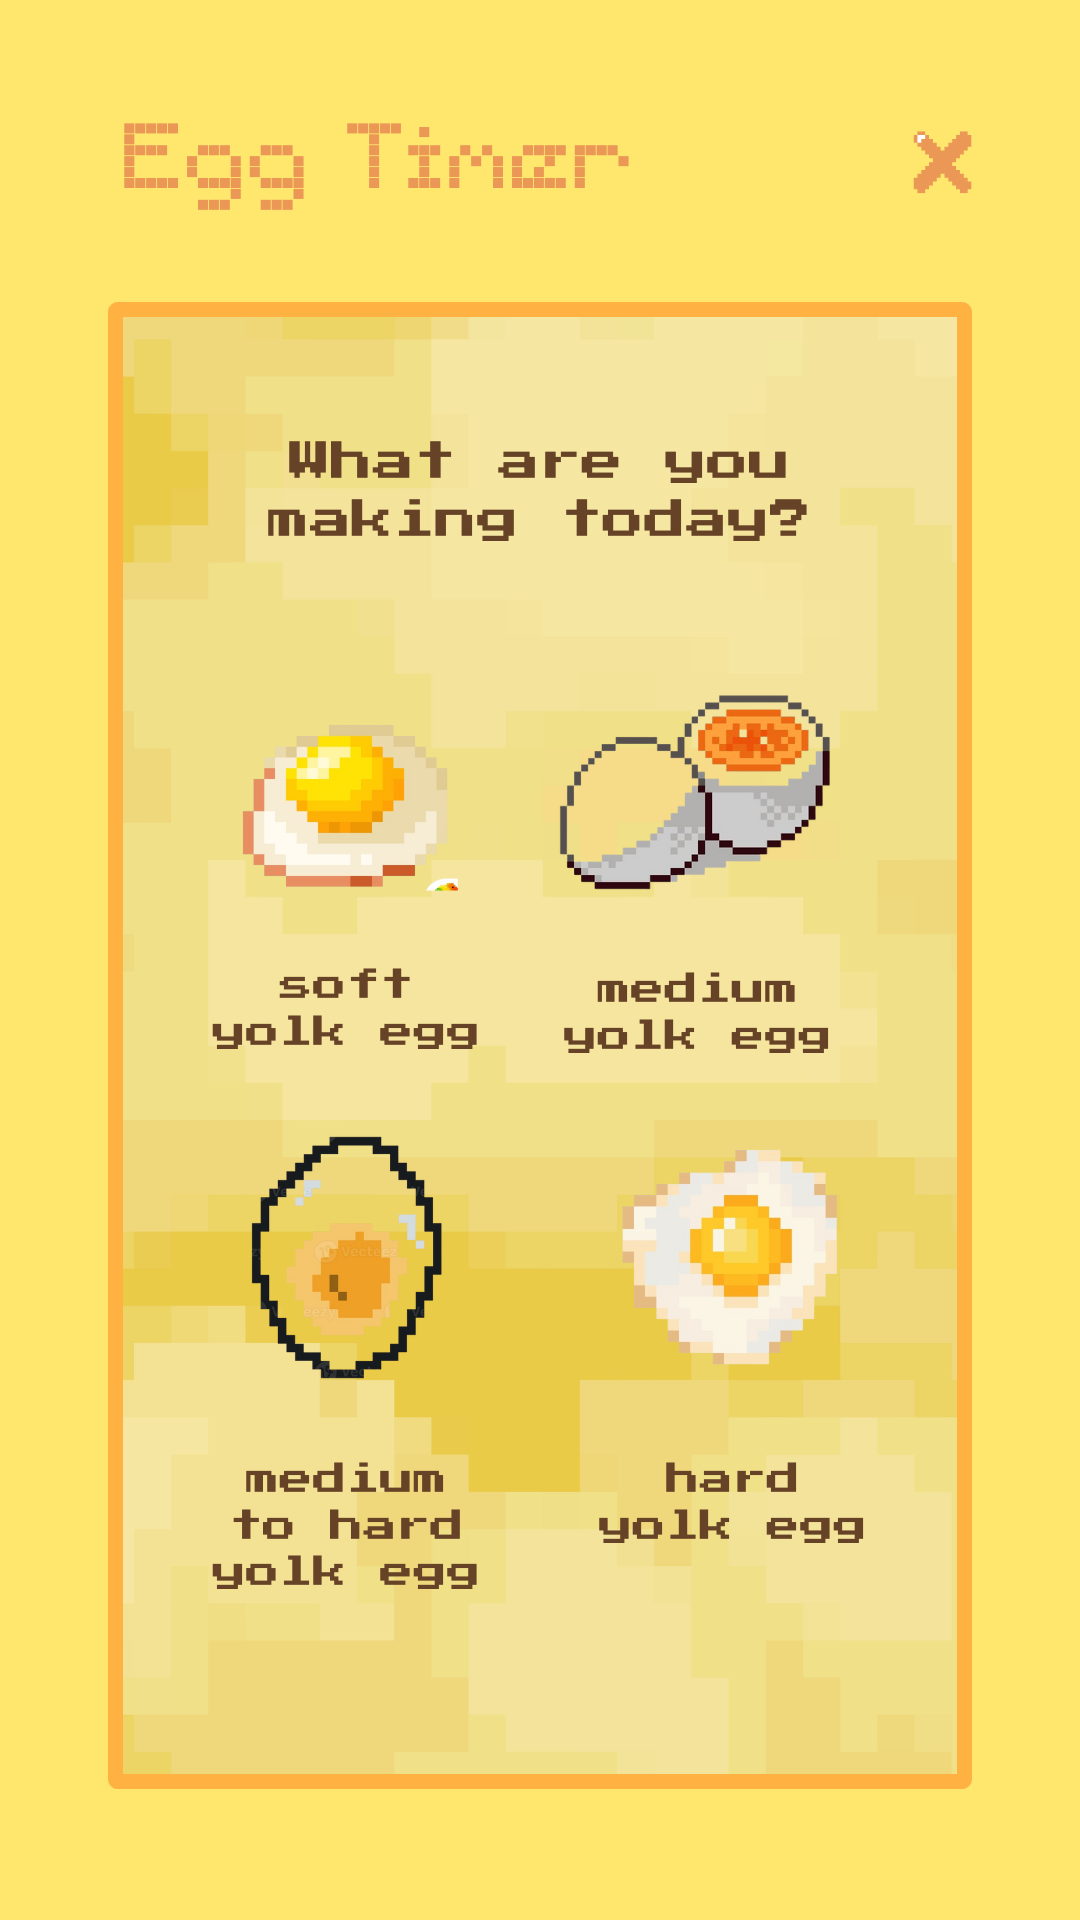 Egg Timer
What are you
making today?
soft
yolk egg
medium
yolk egg
medium
to hard
yolk egg
hard
yolk egg